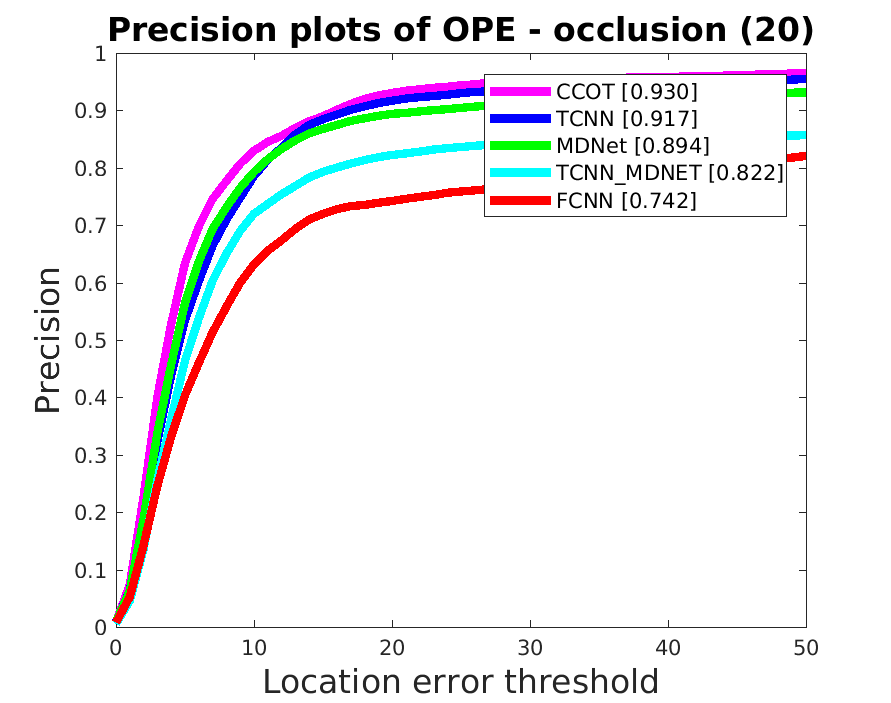 Precision plots of OPE - occlusion (20)
1
0.9
0.8
0.7
0.6
0.5
0.4
0.3
0.2
0.1
0
Precision
CCOT [0.930]
TCNN [0.917]
MDNet [0.894]
TCNN_MDNET [0.822]
FCNN [0.742]
0 10 20 30 40 50
Location error threshold